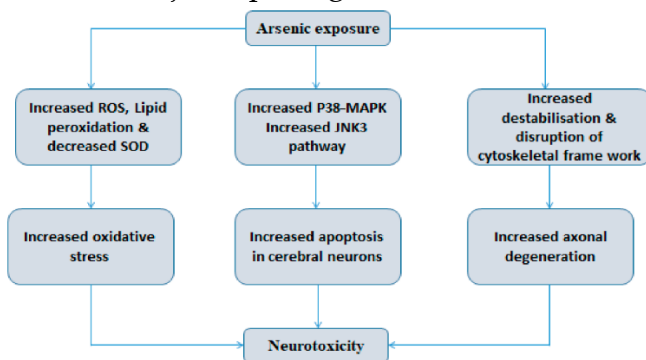 Arsenic exposure
Increased ROS, Lipid
peroxidation &
decreased SOD
Increased P38-MAPK
Increased JNK3
pathway
Increased
destabilisation &
disruption of
cytoskeletal frame work
Increased oxidative
stress
Increased apoptosis
in cerebral neurons
Increased axonal
degeneration
Neurotoxicity